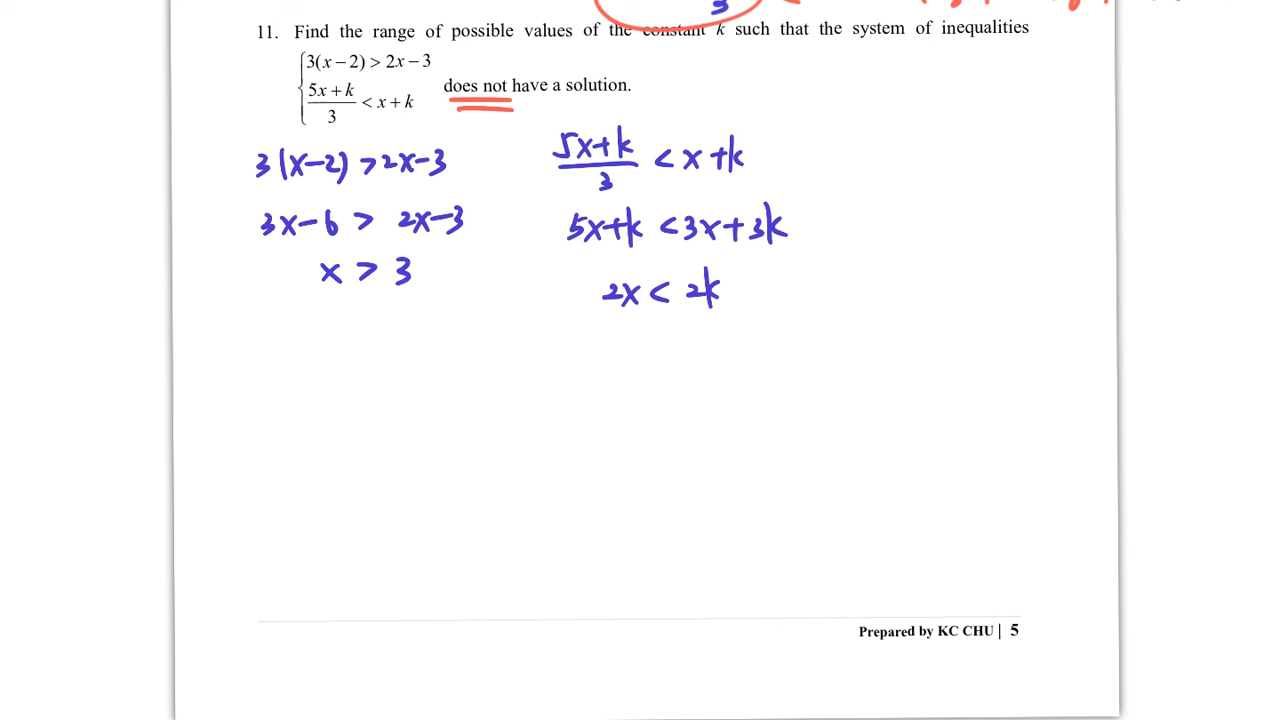 3
11. Find the range of possible values of the constant k such that the system of inequalities
3(x − 2) > 2x − 3
5x + k
3
< x + k
does not have a solution.
3(x−2) > 2x−3
5x+k
3
< x + k
3x−6 > 2x−3
5x+k < 3x+3k
x > 3
2x < 2k
Prepared by KC CHU | 5